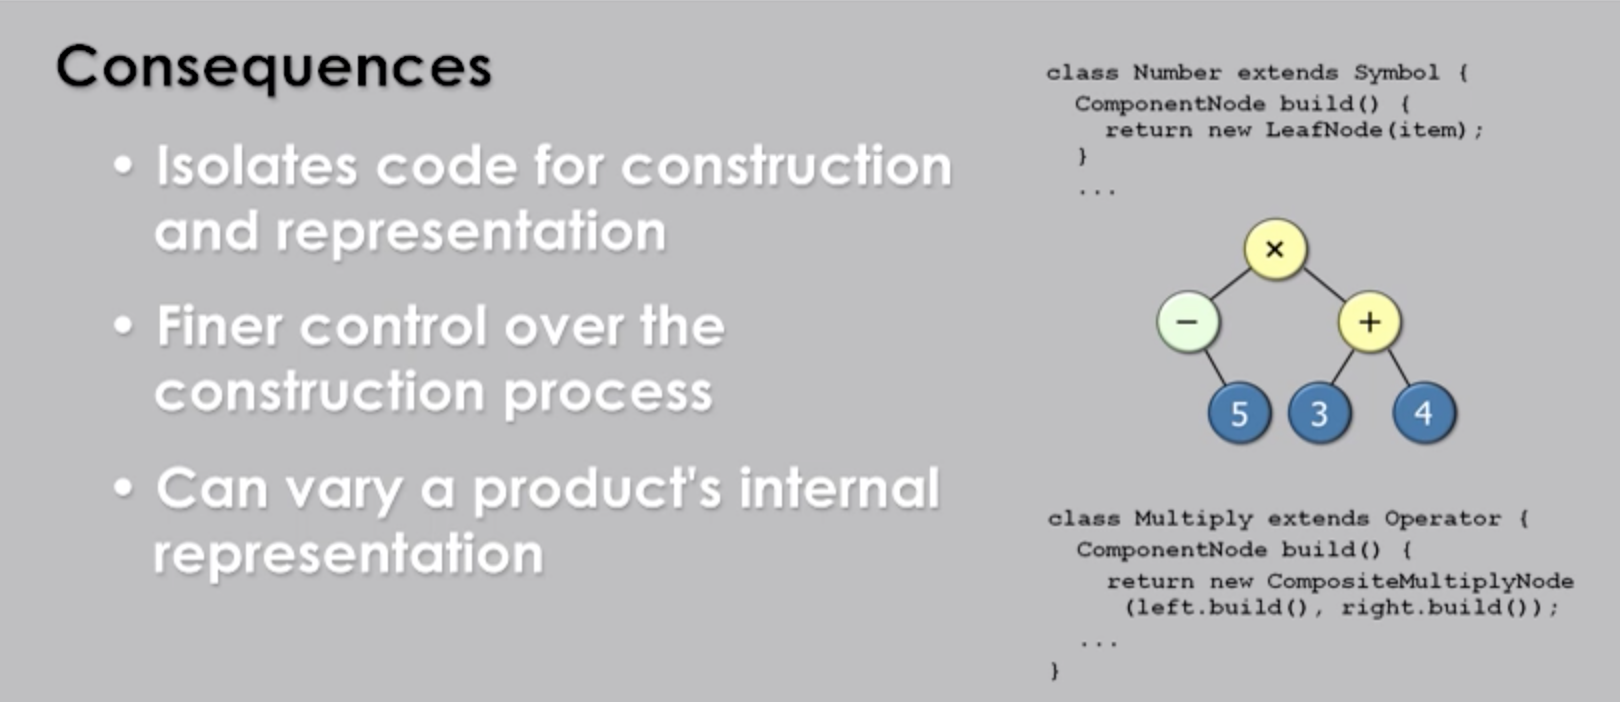 Consequences
• Isolates code for construction
and representation
• Finer control over the
construction process
• Can vary a product's internal
representation
class Number extends Symbol {
ComponentNode build() {
return new LeafNode(item);
}
...
×
− +
5 3 4
class Multiply extends Operator {
ComponentNode build() {
return new CompositeMultiplyNode
(left.build(), right.build());
...
}